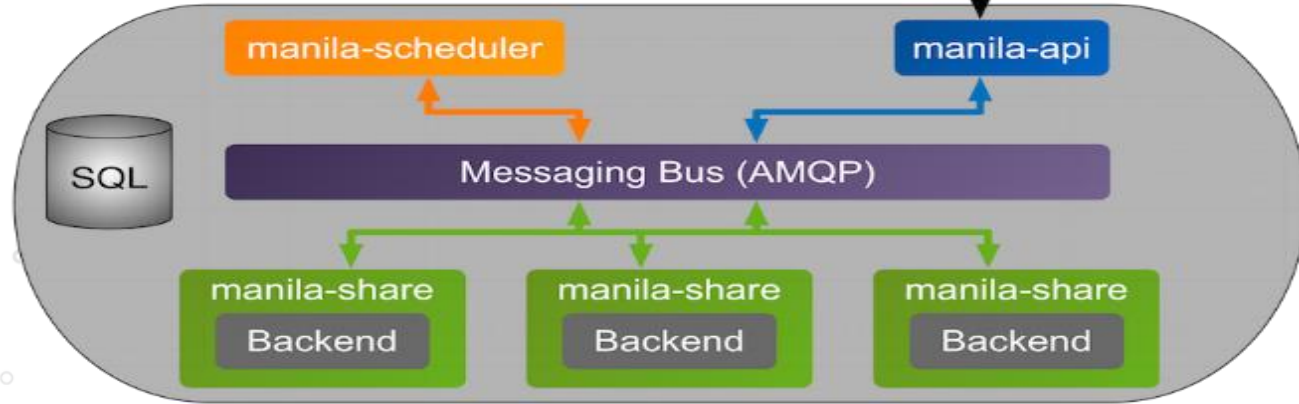 manila-scheduler
manila-api
SQL
Messaging Bus (AMQP)
manila-share
Backend
manila-share
Backend
manila-share
Backend